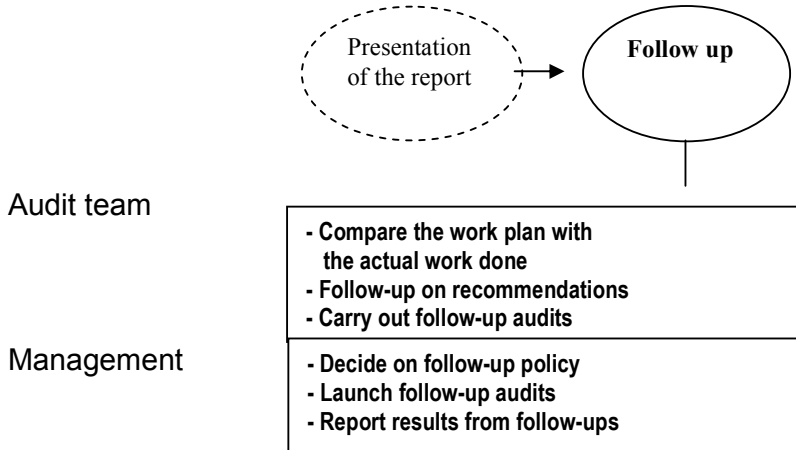 Presentation
of the report
Follow up
Audit team
- Compare the work plan with
the actual work done
- Follow-up on recommendations
- Carry out follow-up audits
Management
- Decide on follow-up policy
- Launch follow-up audits
- Report results from follow-ups